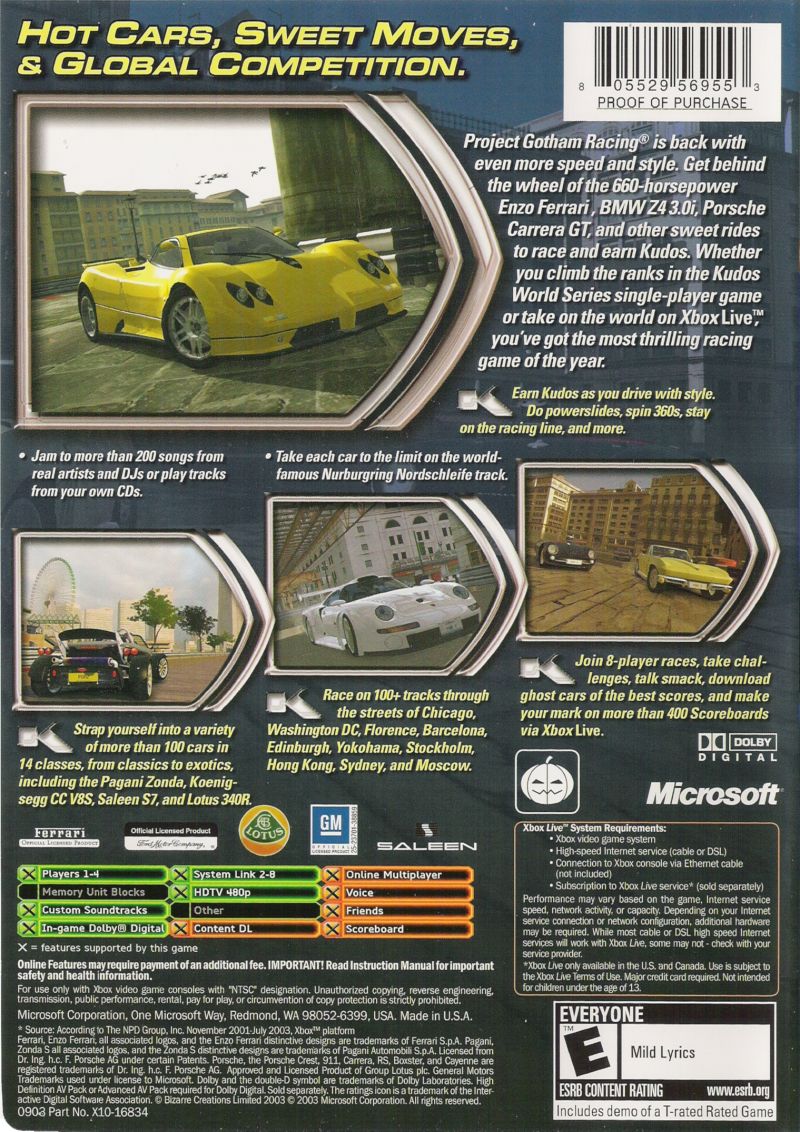 HOT CARS, SWEET MOVES,
& GLOBAL COMPETITION.
8 05529 56955 3
PROOF OF PURCHASE
Project Gotham Racing® is back with
even more speed and style. Get behind
the wheel of the 660-horsepower
Enzo Ferrari , BMW Z4 3.0i, Porsche
Carrera GT, and other sweet rides
to race and earn Kudos. Whether
you climb the ranks in the Kudos
World Series single-player game
or take on the world on Xbox Live,™
you've got the most thrilling racing
game of the year.
K Earn Kudos as you drive with style.
Do powerslides, spin 360s, stay
on the racing line, and more.
• Jam to more than 200 songs from
real artists and DJs or play tracks
from your own CDs.
• Take each car to the limit on the world-
famous Nurburgring Nordschleife track.
K Strap yourself into a variety
of more than 100 cars in
14 classes, from classics to exotics,
including the Pagani Zonda, Koenig-
segg CC V8S, Saleen S7, and Lotus 340R.
K Race on 100+ tracks through
the streets of Chicago,
Washington DC, Florence, Barcelona,
Edinburgh, Yokohama, Stockholm,
Hong Kong, Sydney, and Moscow.
K Join 8-player races, take chal-
lenges, talk smack, download
ghost cars of the best scores, and make
your mark on more than 400 Scoreboards
via Xbox Live.
DOLBY
DIGITAL
Microsoft®
Ferrari
OFFICIAL LICENSED PRODUCT
Official Licensed Product
Ford Motor Company,
LOTUS
GM
OFFICIAL
LICENSED PRODUCT
SALEEN
Players 1-4
Memory Unit Blocks
Custom Soundtracks
In-game Dolby® Digital
System Link 2-8
HDTV 480p
Other
Content DL
Online Multiplayer
Voice
Friends
Scoreboard
X = features supported by this game
Online Features may require payment of an additional fee. IMPORTANT! Read Instruction Manual for important
safety and health information.
For use only with Xbox video game consoles with "NTSC" designation. Unauthorized copying, reverse engineering,
transmission, public performance, rental, pay for play, or circumvention of copy protection is strictly prohibited.
Microsoft Corporation, One Microsoft Way, Redmond, WA 98052-6399, USA. Made in U.S.A.
* Source: According to The NPD Group, Inc. November 2001-July 2003, Xbox™ platform
Ferrari, Enzo Ferrari, all associated logos, and the Enzo Ferrari distinctive designs are trademarks of Ferrari S.p.A. Pagani,
Zonda S all associated logos, and the Zonda S distinctive designs are trademarks of Pagani Automobili S.p.A. Licensed from
Dr. Ing. h.c. F. Porsche AG under certain Patents. Porsche, the Porsche Crest, 911, Carrera, RS, Boxster, and Cayenne are
registered trademarks of Dr. Ing. h.c. F. Porsche AG. Approved and Licensed Product of Group Lotus plc. General Motors
Trademarks used under license to Microsoft. Dolby and the double-D symbol are trademarks of Dolby Laboratories. High
Definition AV Pack or Advanced AV Pack required for Dolby Digital. Sold separately. The ratings icon is a trademark of the Inter-
active Digital Software Association. © Bizarre Creations Limited 2003 © 2003 Microsoft Corporation. All rights reserved.
0903 Part No. X10-16834
Xbox Live™ System Requirements:
• Xbox video game system
• High-speed Internet service (cable or DSL)
• Connection to Xbox console via Ethernet cable
(not included)
• Subscription to Xbox Live service* (sold separately)
Performance may vary based on the game, Internet service
speed, network activity, or capacity. Depending on your Internet
service connection or network configuration, additional hardware
may be required. While most cable or DSL high speed Internet
services will work with Xbox Live, some may not - check with your
service provider.
*Xbox Live only available in the U.S. and Canada. Use is subject to
the Xbox Live Terms of Use. Major credit card required. Not intended
for children under the age of 13.
EVERYONE
E ™
Mild Lyrics
ESRB CONTENT RATING www.esrb.org
Includes demo of a T-rated Rated Game